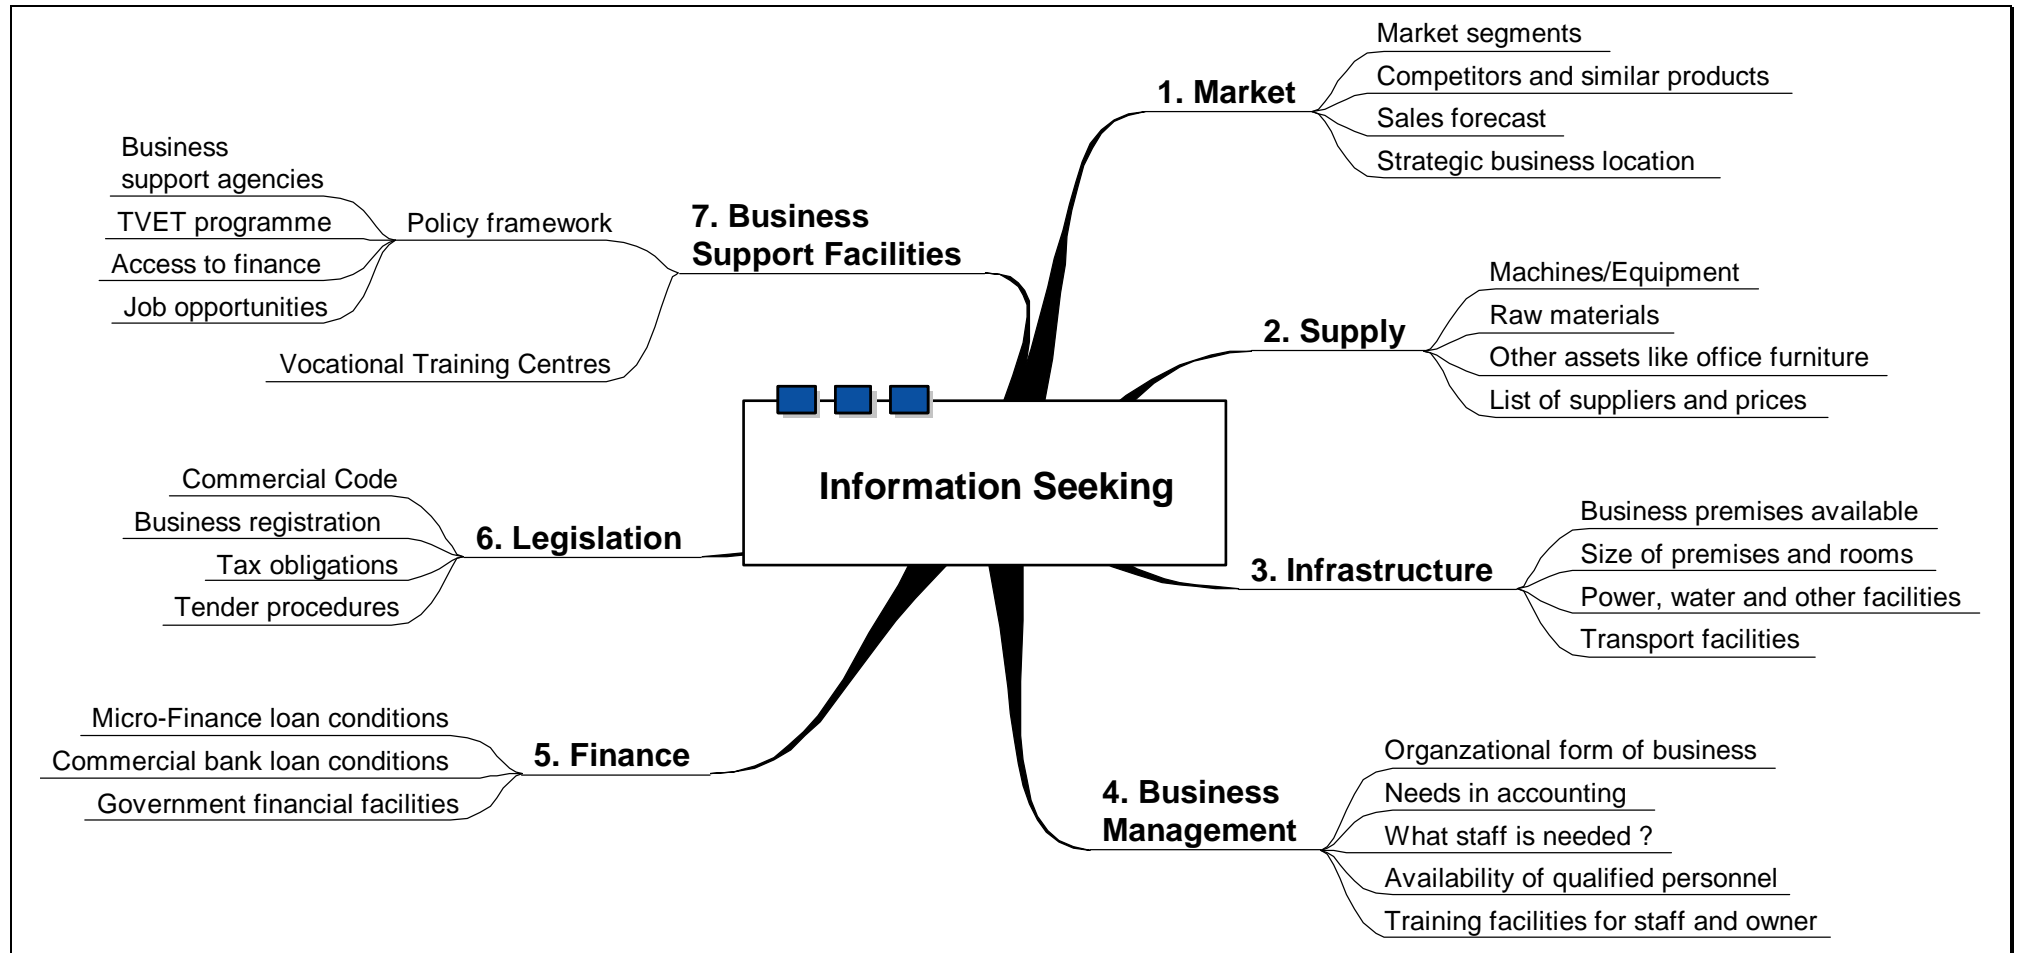 Information Seeking
1. Market
Market segments
Competitors and similar products
Sales forecast
Strategic business location
2. Supply
Machines/Equipment
Raw materials
Other assets like office furniture
List of suppliers and prices
3. Infrastructure
Business premises available
Size of premises and rooms
Power, water and other facilities
Transport facilities
4. Business
Management
Organzational form of business
Needs in accounting
What staff is needed ?
Availability of qualified personnel
Training facilities for staff and owner
5. Finance
Micro-Finance loan conditions
Commercial bank loan conditions
Government financial facilities
6. Legislation
Commercial Code
Business registration
Tax obligations
Tender procedures
7. Business
Support Facilities
Policy framework
Business
support agencies
TVET programme
Access to finance
Job opportunities
Vocational Training Centres